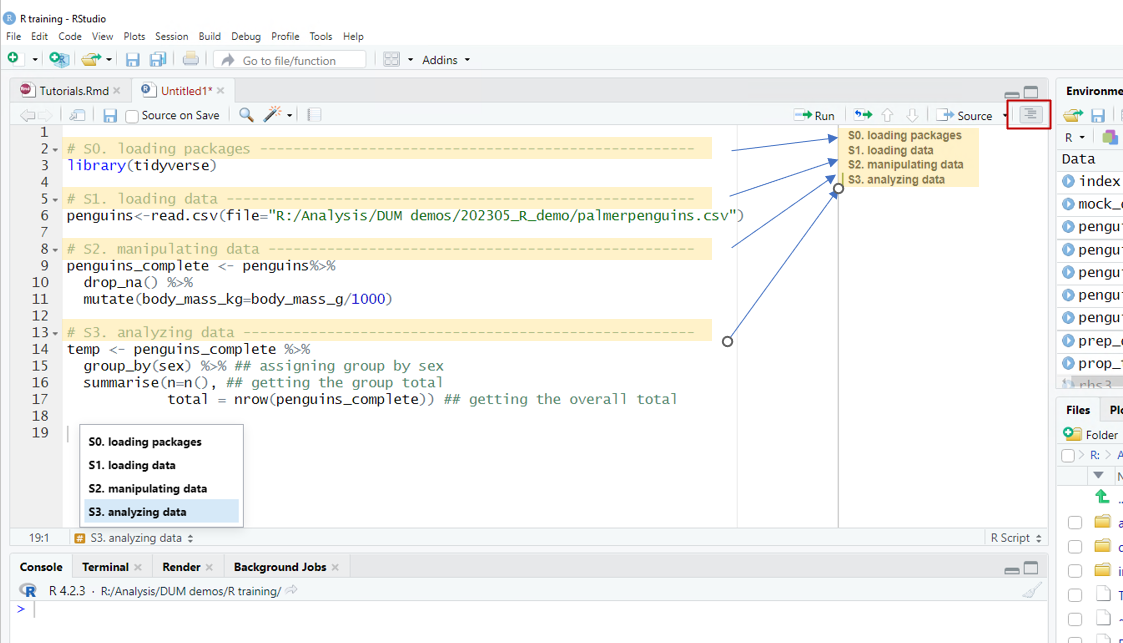 R training - RStudio
File Edit Code View Plots Session Build Debug Profile Tools Help
Go to file/function Addins
Tutorials.Rmd Untitled1*
Source on Save Run Source
1
2 # S0. loading packages ----------------------------------------------------
3 library(tidyverse)
4
5 # S1. loading data --------------------------------------------------------
6 penguins<-read.csv(file="R:/Analysis/DUM demos/202305_R_demo/palmerpenguins.csv")
7
8 # S2. manipulating data ---------------------------------------------------
9 penguins_complete <- penguins%>%
10 drop_na() %>%
11 mutate(body_mass_kg=body_mass_g/1000)
12
13 # S3. analyzing data ------------------------------------------------------
14 temp <- penguins_complete %>%
15 group_by(sex) %>% ## assigning group by sex
16 summarise(n=n(), ## getting the group total
17 total = nrow(penguins_complete)) ## getting the overall total
18
19
S0. loading packages
S1. loading data
S2. manipulating data
S3. analyzing data
S0. loading packages
S1. loading data
S2. manipulating data
S3. analyzing data
19:1 # S3. analyzing data R Script
Console Terminal Render Background Jobs
R 4.2.3 · R:/Analysis/DUM demos/R training/
>
Environme
R
Data
index
mock_
pengu
pengu
pengu
pengu
pengu
prep_
prop_
rhs3
Files Plo
Folder
R: